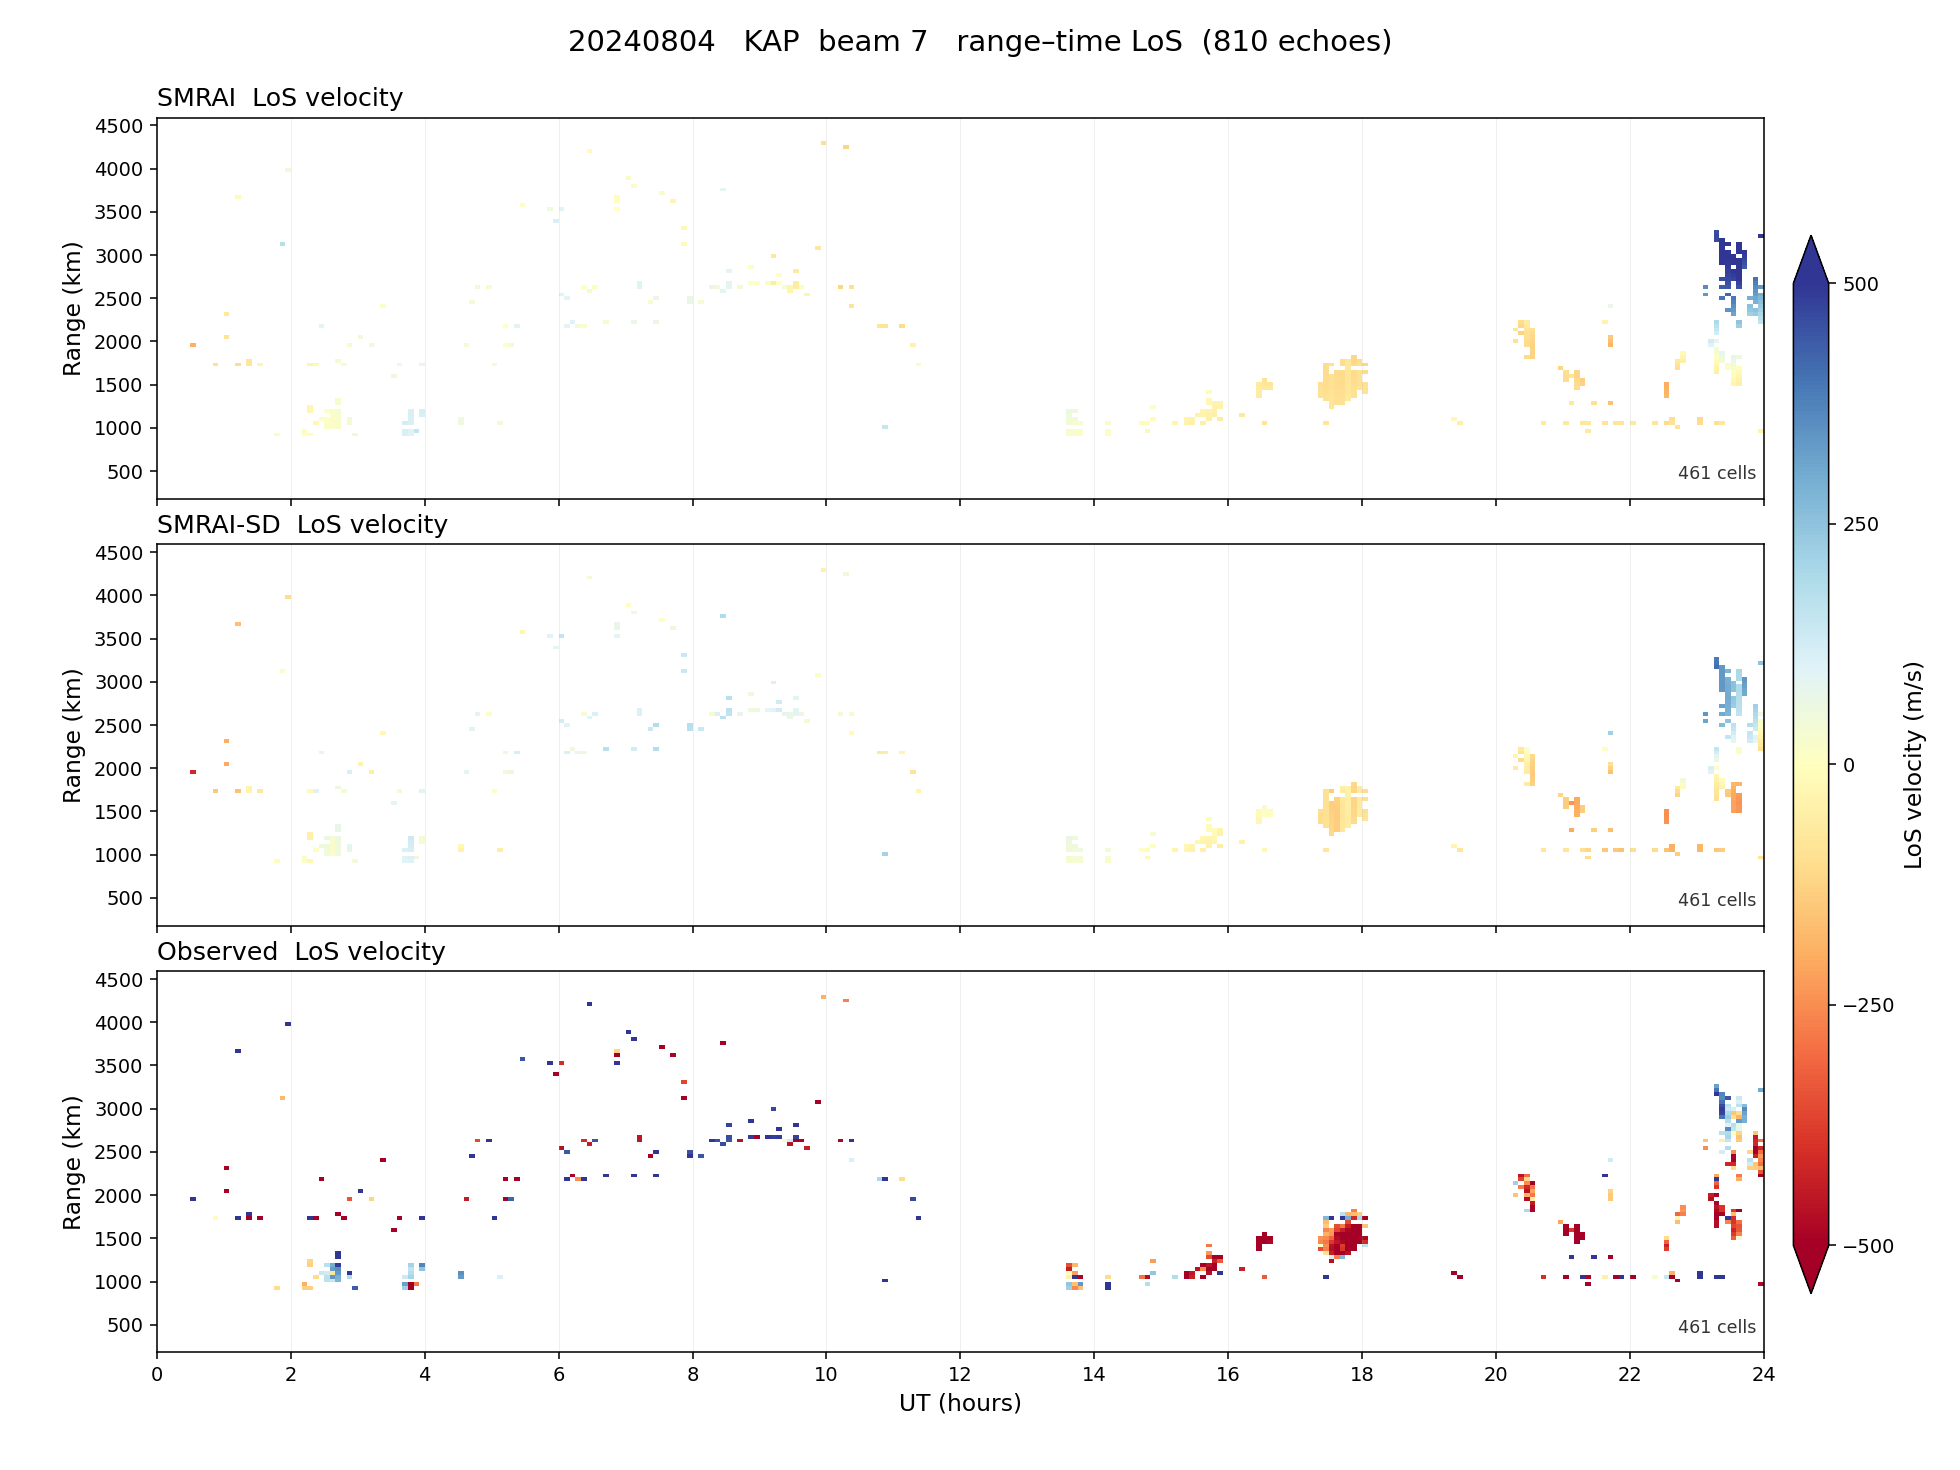 20240804   KAP  beam 7   range–time LoS  (810 echoes)
SMRAI  LoS velocity
4500
4000
3500
3000
2500
2000
1500
1000
500
Range (km)
461 cells
SMRAI-SD  LoS velocity
4500
4000
3500
3000
2500
2000
1500
1000
500
Range (km)
461 cells
Observed  LoS velocity
4500
4000
3500
3000
2500
2000
1500
1000
500
Range (km)
461 cells
0 2 4 6 8 10 12 14 16 18 20 22 24
UT (hours)
500
250
0
−250
−500
LoS velocity (m/s)